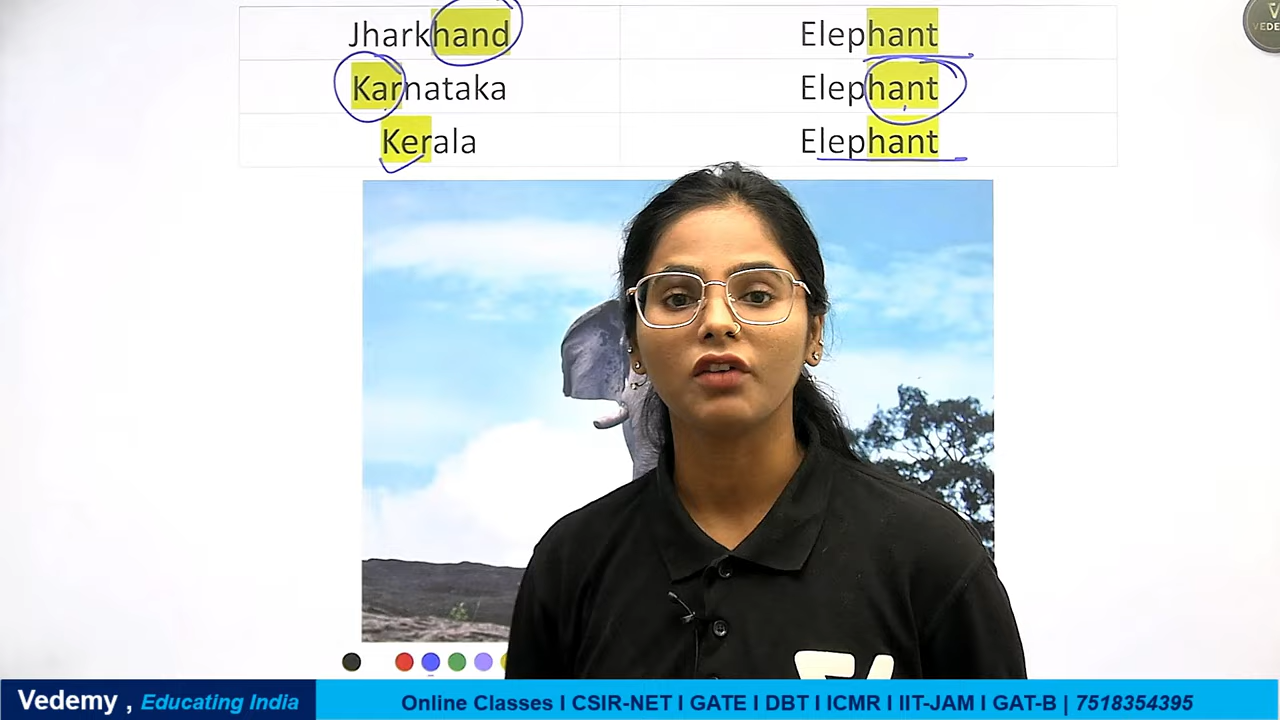 Jharkhand Elephant
Karnataka Elephant
Kerala Elephant
Vedemy , Educating India
Online Classes I CSIR-NET I GATE I DBT I ICMR I IIT-JAM I GAT-B | 7518354395